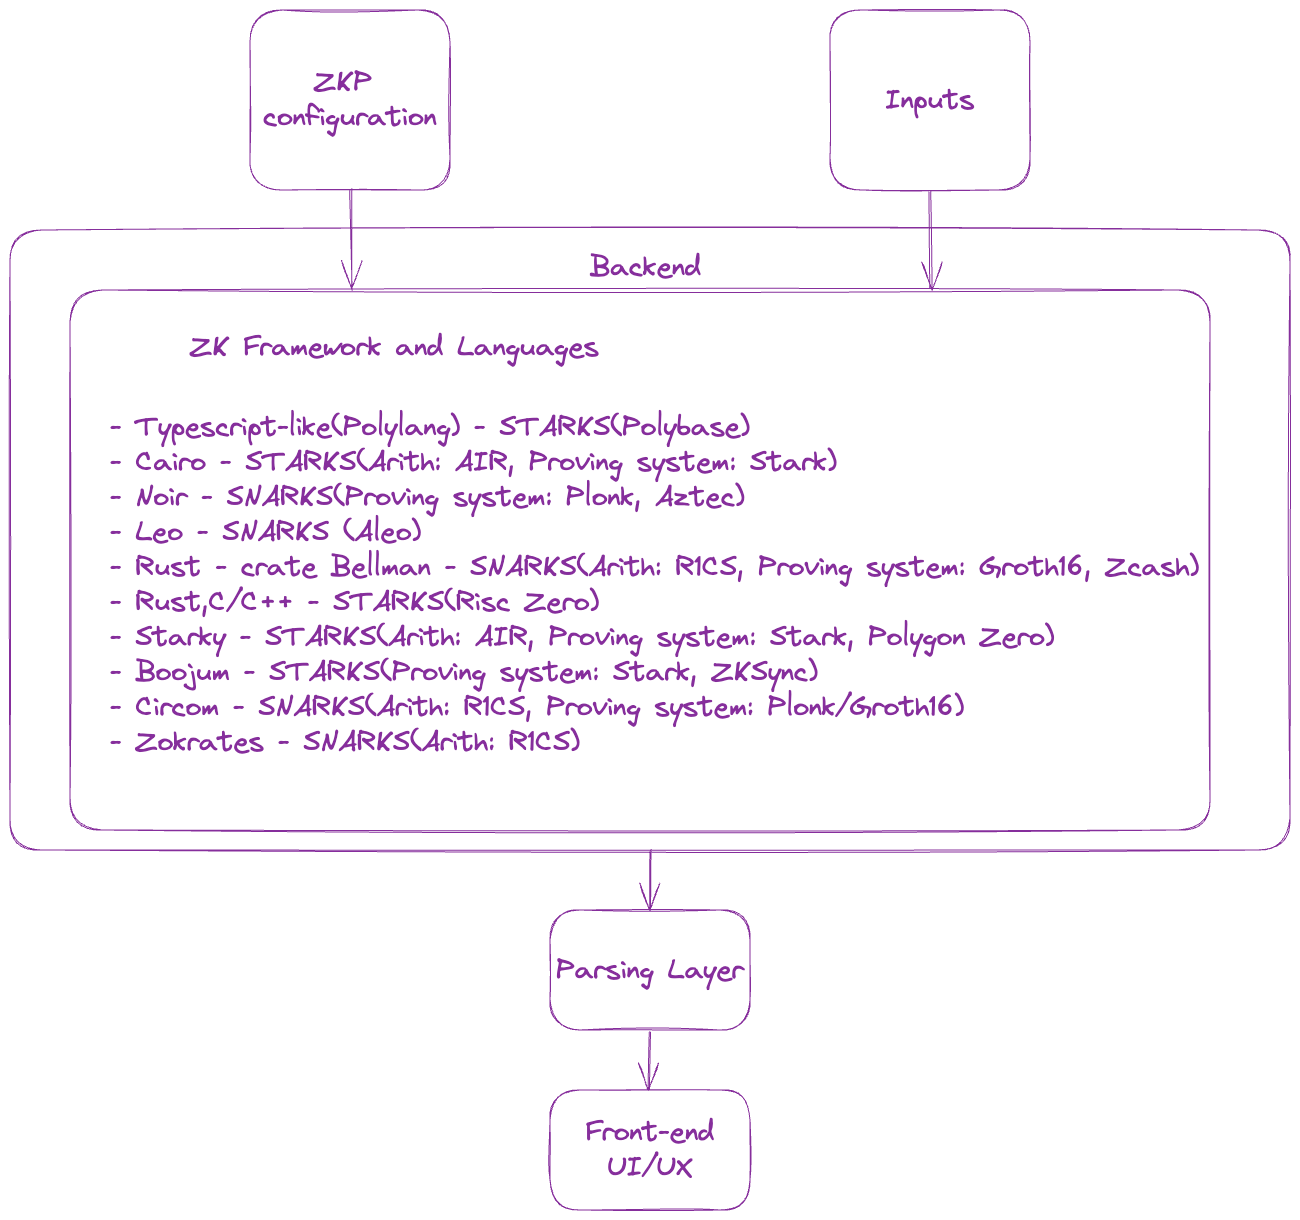 ZKP
configuration
Inputs
Backend
ZK Framework and Languages
- Typescript-like(Polylang) - STARKS(Polybase)
- Cairo - STARKS(Arith: AIR, Proving system: Stark)
- Noir - SNARKS(Proving system: Plonk, Aztec)
- Leo - SNARKS (Aleo)
- Rust - crate Bellman - SNARKS(Arith: R1CS, Proving system: Groth16, Zcash)
- Rust,C/C++ - STARKS(Risc Zero)
- Starky - STARKS(Arith: AIR, Proving system: Stark, Polygon Zero)
- Boojum - STARKS(Proving system: Stark, ZKSync)
- Circom - SNARKS(Arith: R1CS, Proving system: Plonk/Groth16)
- Zokrates - SNARKS(Arith: R1CS)
Parsing Layer
Front-end
UI/UX